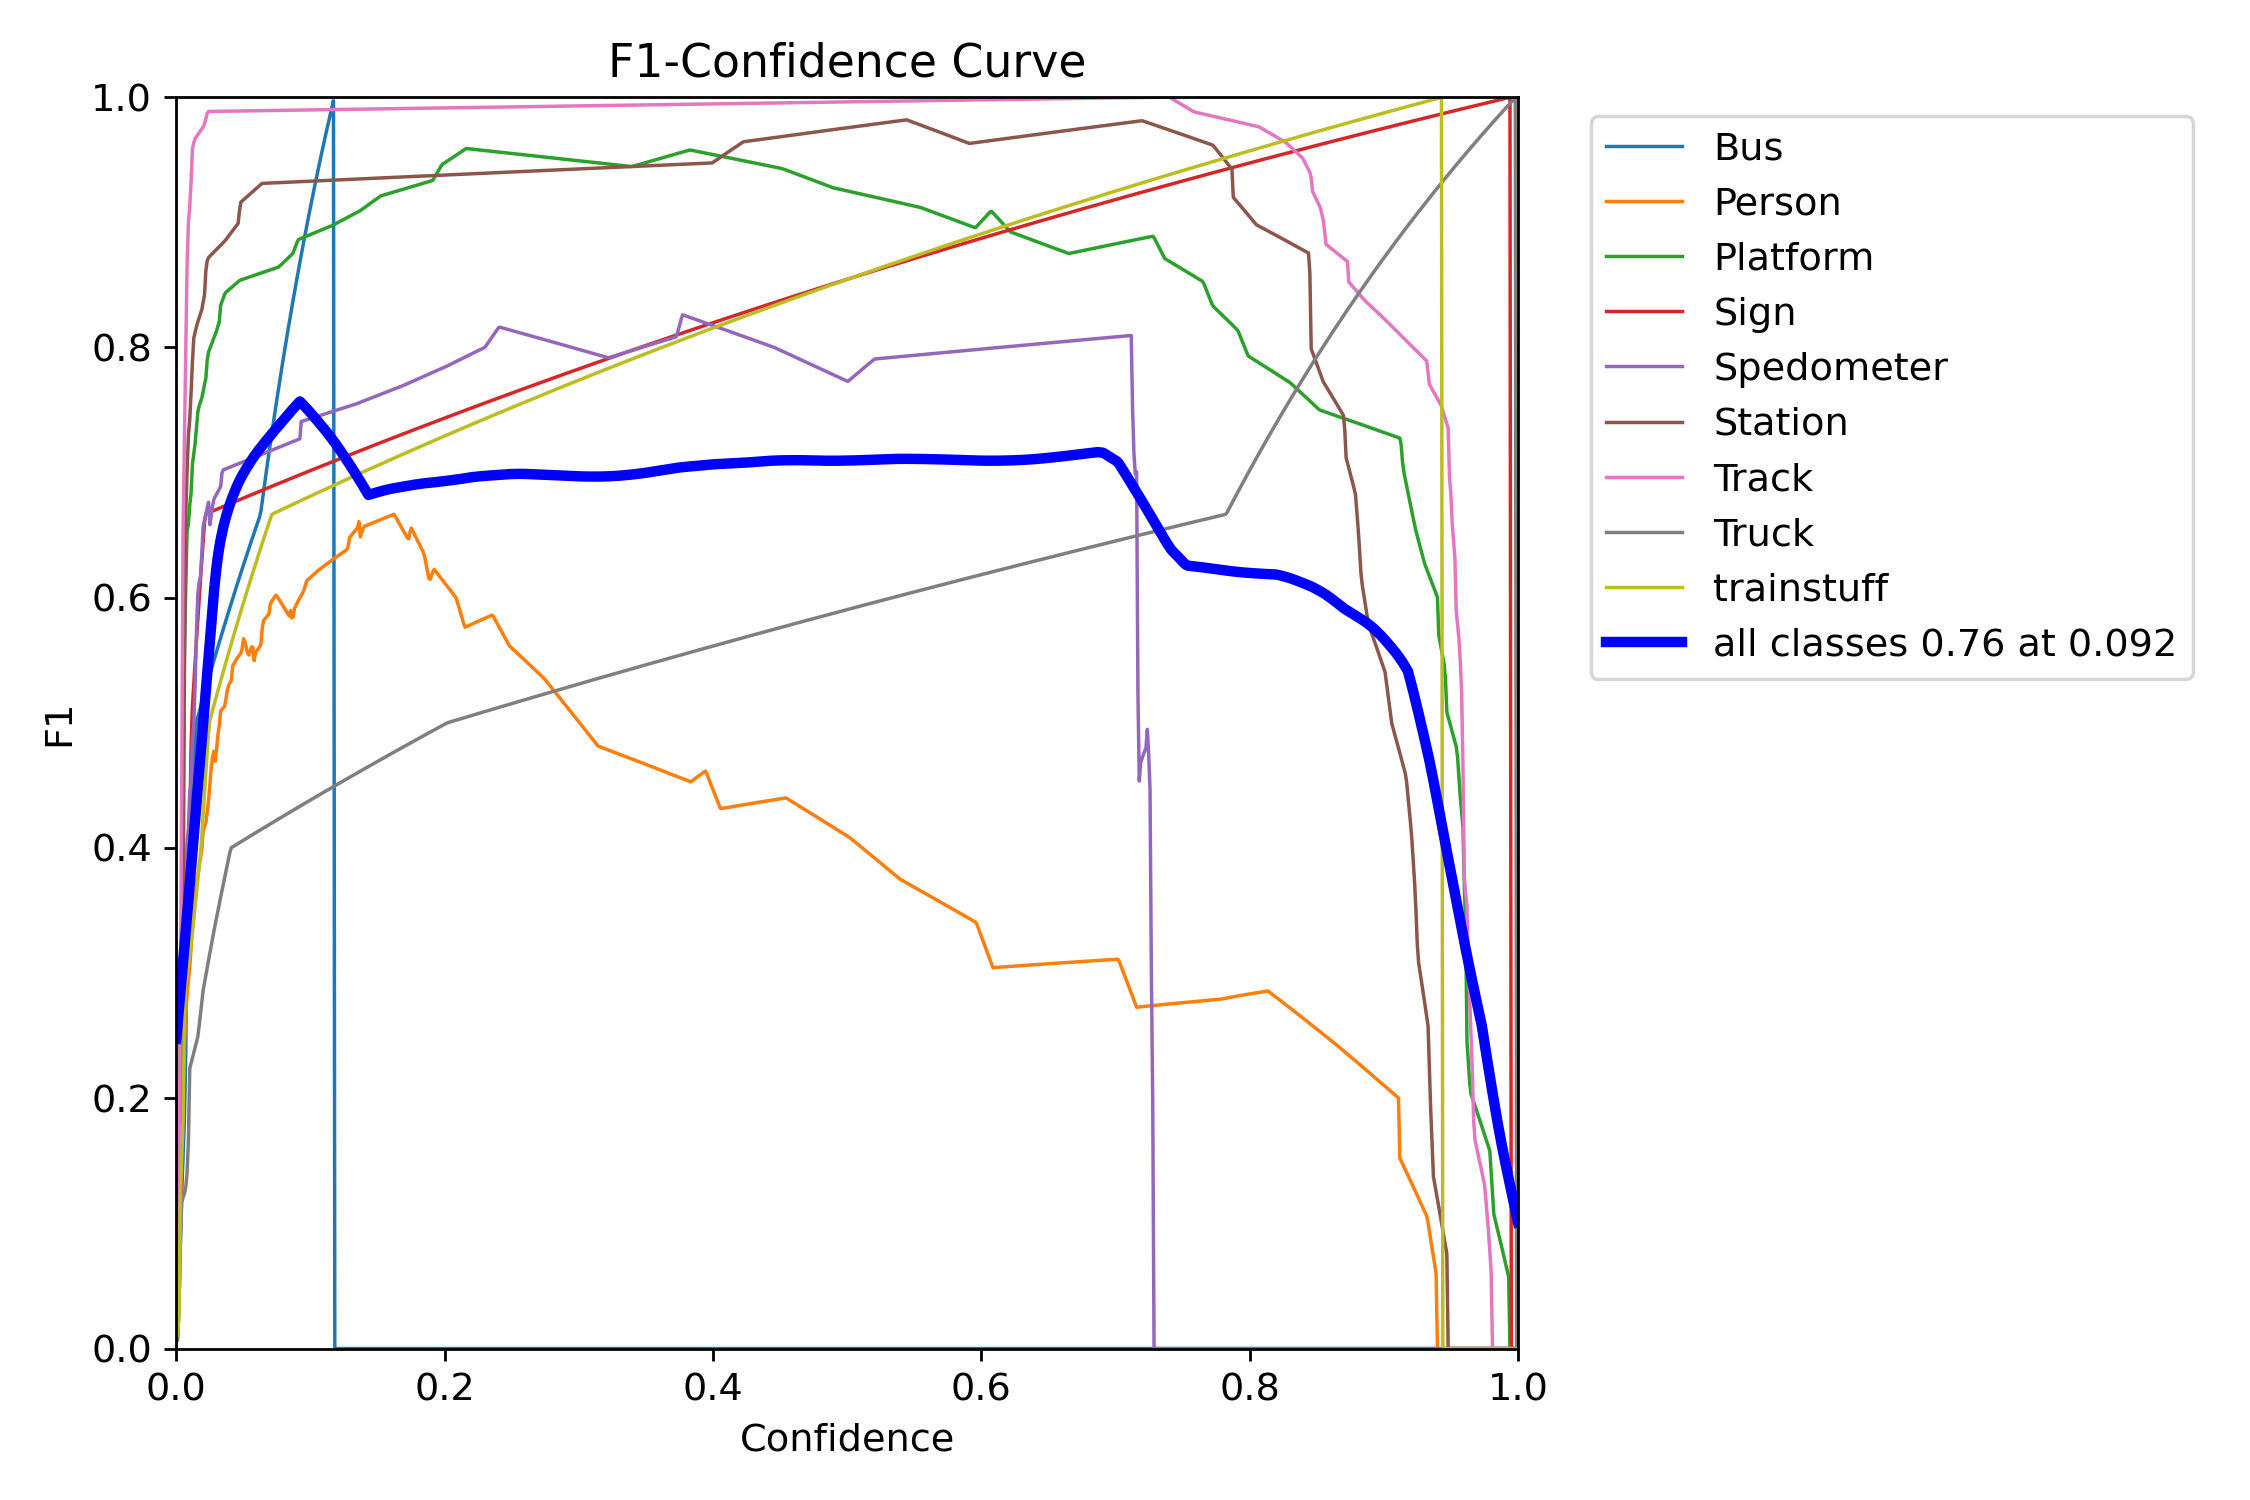 F1-Confidence Curve
1.0
0.8
0.6
0.4
0.2
0.0
F1
0.0 0.2 0.4 0.6 0.8 1.0
Confidence
Bus
Person
Platform
Sign
Spedometer
Station
Track
Truck
trainstuff
all classes 0.76 at 0.092